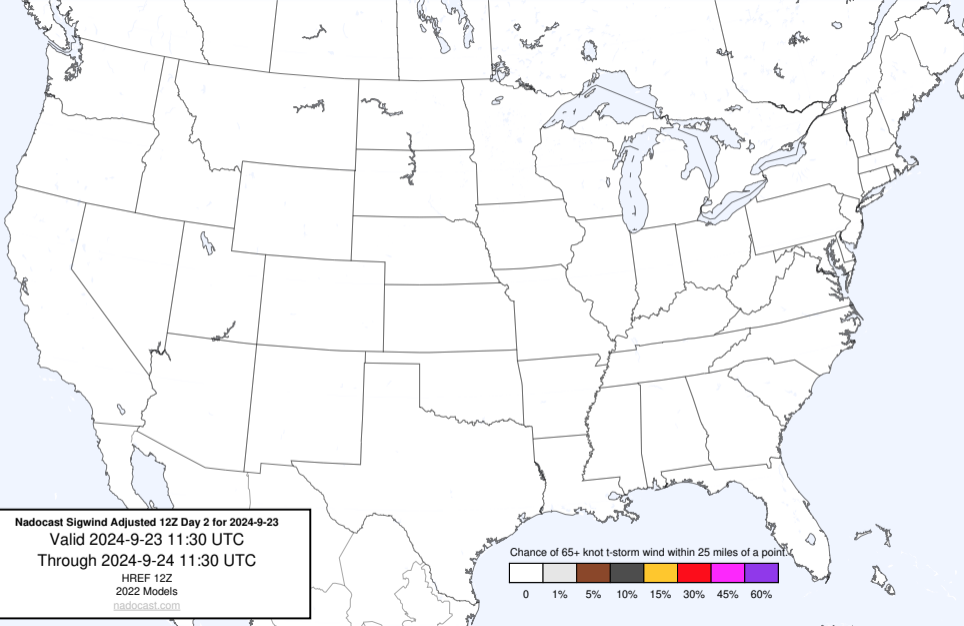 Nadocast Sigwind Adjusted 12Z Day 2 for 2024-9-23
Valid 2024-9-23 11:30 UTC
Through 2024-9-24 11:30 UTC
HREF 12Z
2022 Models
nadocast.com
Chance of 65+ knot t-storm wind within 25 miles of a point.
0 1% 5% 10% 15% 30% 45% 60%